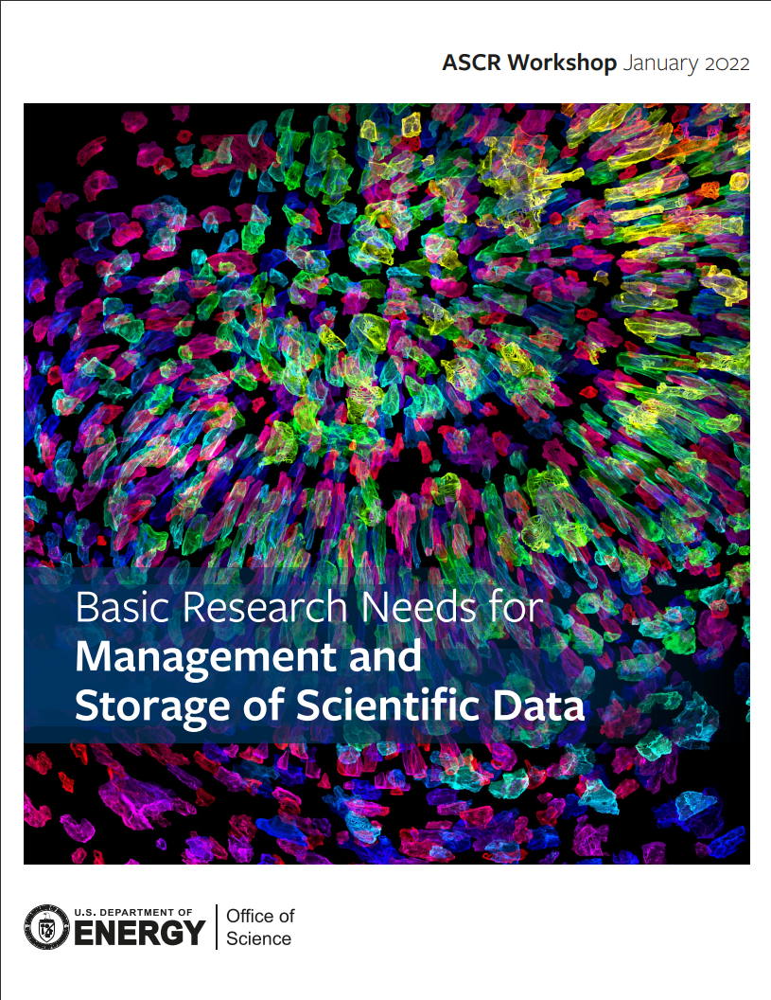 ASCR Workshop January 2022
Basic Research Needs for
Management and
Storage of Scientific Data
U.S. DEPARTMENT OF
ENERGY
Office of
Science